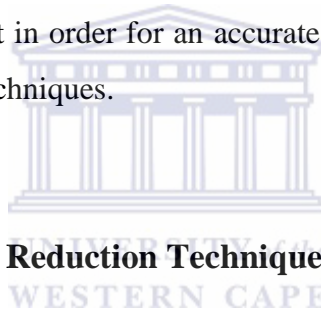 t in order for an accurate
chniques.
UNIVERSITY of the
Reduction Technique
WESTERN CAPE